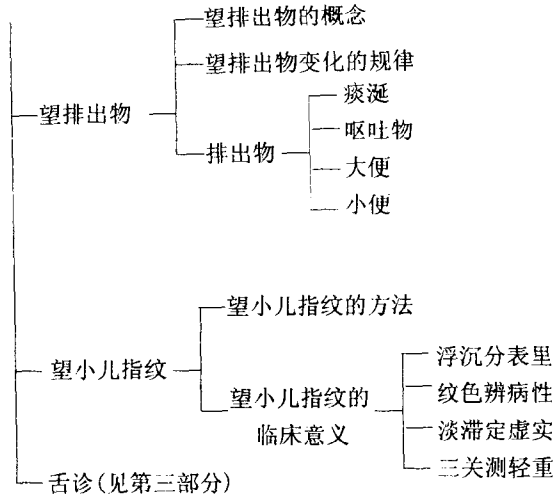 望排出物的概念
望排出物变化的规律
望排出物
痰涎
呕吐物
排出物
大便
小便
望小儿指纹的方法
望小儿指纹
浮沉分表里
纹色辨病性
望小儿指纹的
临床意义
淡滞定虚实
三关测轻重
舌诊(见第三部分)